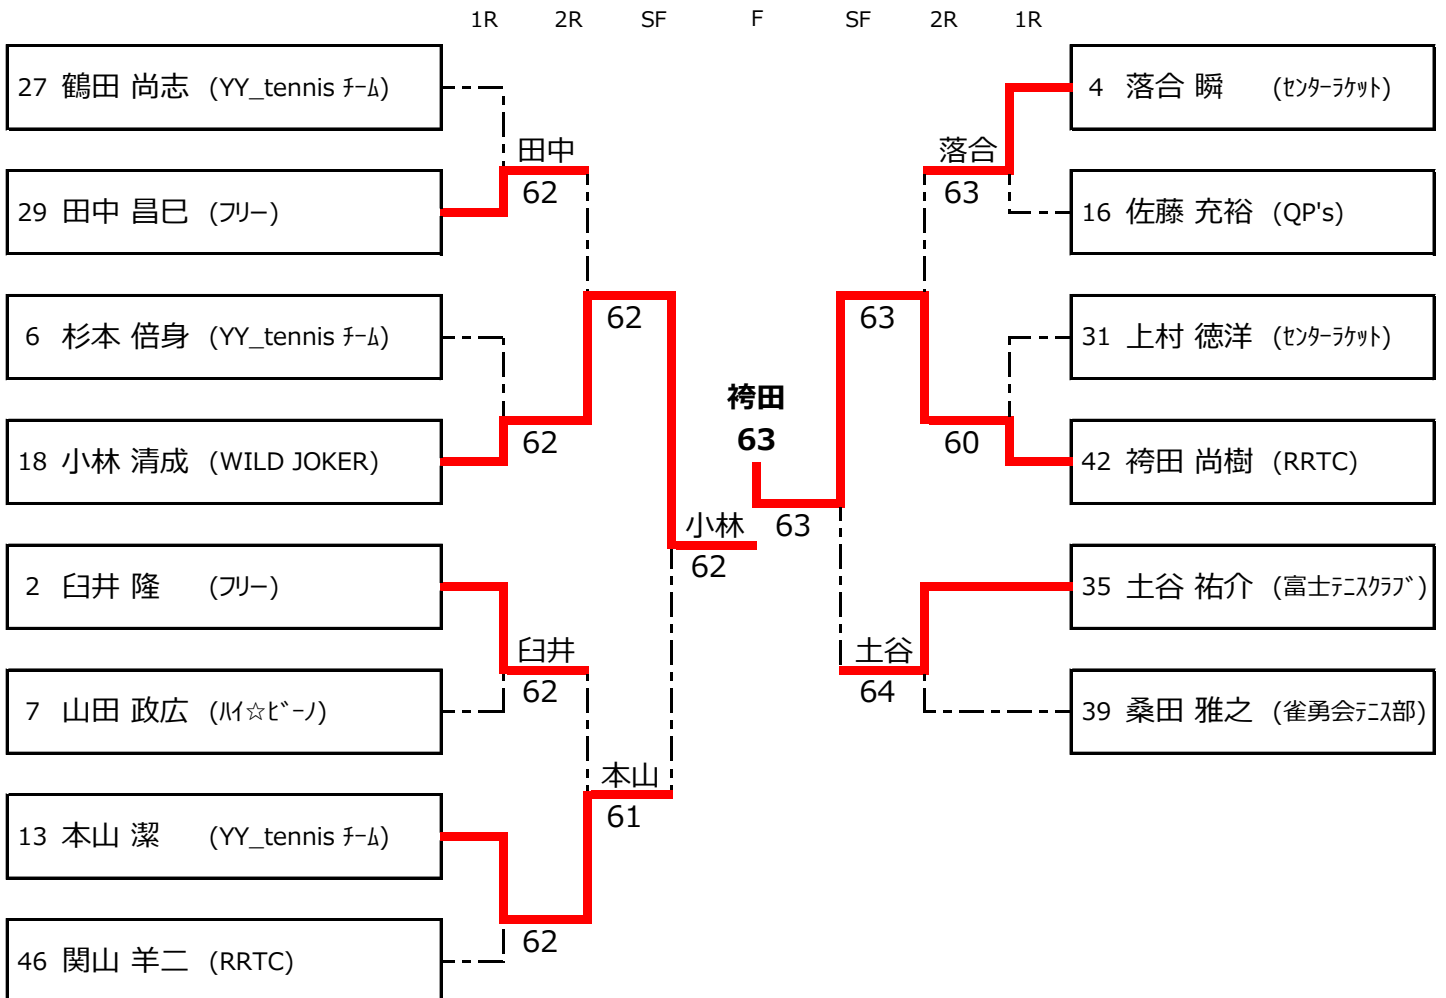 1R 2R SF F SF 2R 1R
27 鶴田 尚志 (YY_tennis ﾁｰﾑ)
田中
62
29 田中 昌巳 (ﾌﾘｰ)
62
6 杉本 倍身 (YY_tennis ﾁｰﾑ)
62
18 小林 清成 (WILD JOKER)
小林
62
2 臼井 隆 (ﾌﾘｰ)
臼井
62
7 山田 政広 (ﾊｲ☆ﾋﾞｰﾉ)
本山
61
13 本山 潔 (YY_tennis ﾁｰﾑ)
62
46 関山 羊二 (RRTC)
袴田
63
63
4 落合 瞬 (ｾﾝﾀｰﾗｹｯﾄ)
落合
63
16 佐藤 充裕 (QP's)
63
31 上村 徳洋 (ｾﾝﾀｰﾗｹｯﾄ)
60
42 袴田 尚樹 (RRTC)
35 土谷 祐介 (富士ﾃﾆｽｸﾗﾌﾞ)
土谷
64
39 桑田 雅之 (雀勇会ﾃﾆｽ部)